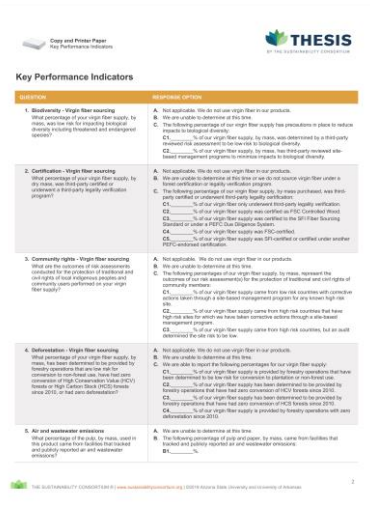 Copy and Printer Paper
Key Performance Indicators
THESIS
BY THE SUSTAINABILITY CONSORTIUM
Key Performance Indicators
QUESTION
RESPONSE OPTION
1. Biodiversity - Virgin fiber sourcing
What percentage of your virgin fiber supply, by
mass, was low risk for impacting biological
diversity including threatened and endangered
species?
A. Not applicable. We do not use virgin fiber in our products.
B. We are unable to determine at this time.
C. The following percentage of our virgin fiber supply has precautions in place to reduce
impacts to biological diversity:
C1.________% of our virgin fiber supply, by mass, was determined by a third-party
reviewed risk assessment to be low-risk to biological diversity.
C2.________% of our virgin fiber supply, by mass, has third-party reviewed site-
based management programs to minimize impacts to biological diversity.
2. Certification - Virgin fiber sourcing
What percentage of your virgin fiber supply, by
dry mass, was third-party certified or
underwent a third-party legality verification
program?
A. Not applicable. We do not use virgin fiber in our products.
B. We are unable to determine at this time or we do not source virgin fiber under a
forest certification or legality verification program.
C. The following percentage of our virgin fiber supply, by mass purchased, was third-
party certified or underwent third-party legality certification:
C1.________% of our virgin fiber only underwent third-party legality verification.
C2.________% of our virgin fiber supply was certified as FSC Controlled Wood.
C3.________% of our virgin fiber supply was certified to the SFI Fiber Sourcing
Standard or under a PEFC Due Diligence System.
C4.________% of our virgin fiber supply was FSC-certified.
C5.________% of our virgin fiber supply was SFI-certified or certified under another
PEFC endorsed certification.
3. Community rights - Virgin fiber sourcing
What are the outcomes of risk assessments
conducted for the protection of traditional and
civil rights of local indigenous peoples and
community users performed on your virgin
fiber supply?
A. Not applicable. We do not use virgin fiber in our products.
B. We are unable to determine at this time.
C. The following percentages of our virgin fiber supply, by mass, represent the
outcomes of our risk assessment(s) for the protection of traditional and civil rights of
community members:
C1.________% of our virgin fiber supply came from low risk countries with corrective
actions taken through a site-based management program for any known high risk
site.
C2.________% of our virgin fiber supply came from high risk countries that have
high risk sites for which we have taken corrective actions through a site-based
management program.
C3.________% of our virgin fiber supply came from high risk countries, but an audit
determined the site risk to be low.
4. Deforestation - Virgin fiber sourcing
What percentage of your virgin fiber supply, by
mass, has been determined to be provided by
forestry operations that are low risk for
conversion to non-forest use, have had zero
conversion of High Conservation Value (HCV)
forests or High Carbon Stock (HCS) forests
since 2010, or had zero deforestation?
A. Not applicable. We do not use virgin fiber in our products.
B. We are unable to determine at this time.
C. We are able to report the following percentages for our virgin fiber supply:
C1.________% of our virgin fiber supply is provided by forestry operations that have
been determined to be low risk for conversion to plantation or non-forest use.
C2.________% of our virgin fiber supply has been determined to be provided by
forestry operations that have had zero conversion of HCV forests since 2010.
C3.________% of our virgin fiber supply has been determined to be provided by
forestry operations that have had zero conversion of HCS forests since 2010.
C4.________% of our virgin fiber supply is provided by forestry operations with zero
deforestation since 2010.
5. Air and wastewater emissions
What percentage of the pulp, by mass, used in
this product came from facilities that tracked
and publicly reported air and wastewater
emissions?
A. We are unable to determine at this time.
B. The following percentage of pulp and paper, by mass, came from facilities that
tracked and publicly reported air and wastewater emissions:
B1.________%.
2
THE SUSTAINABILITY CONSORTIUM ® | www.sustainabilityconsortium.org | ©2019 Arizona State University and University of Arkansas